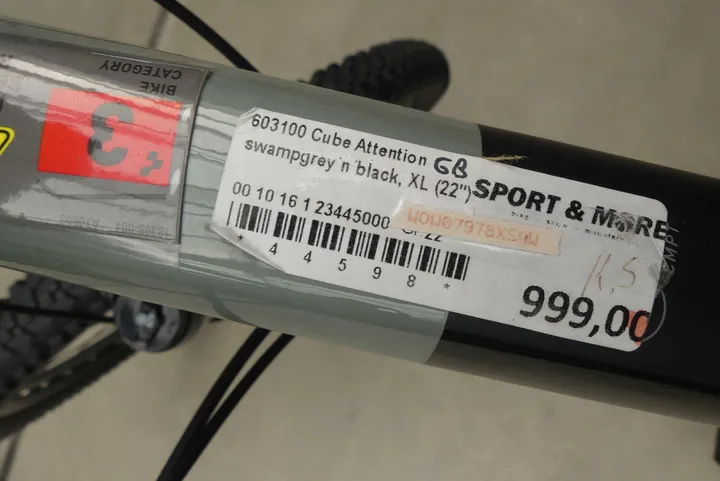 BIKE
CATEGORY
3
603100 Cube Attention GB
swampgrey'n'black, XL (22")
SPORT & MORE
00 10 16 1 23445000
WOW07978XSAW
* 4 4 5 9 8 *
K.S
999,00